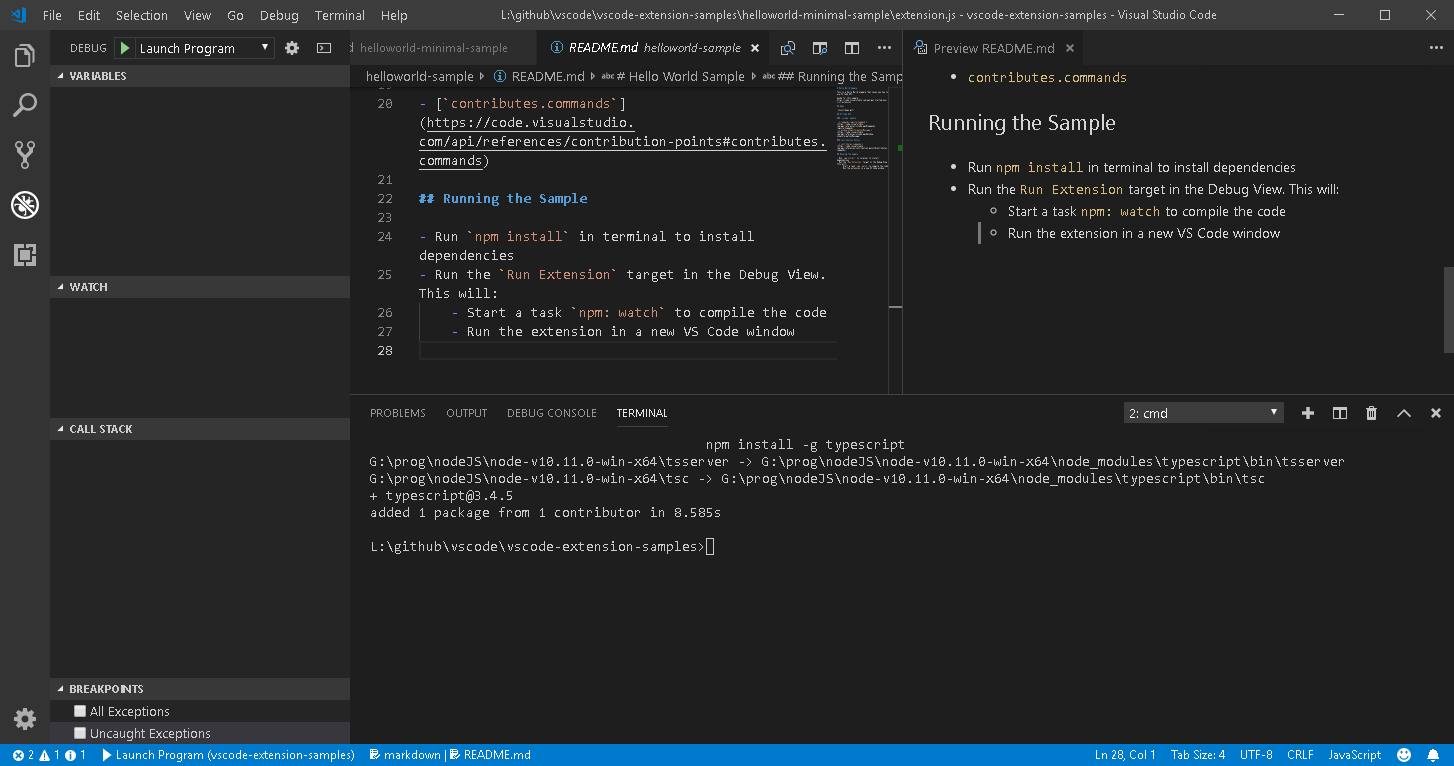 File Edit Selection View Go Debug Terminal Help
L:\github\vscode\vscode-extension-samples\helloworld-minimal-sample\extension.js - vscode-extension-samples - Visual Studio Code
DEBUG Launch Program
VARIABLES
WATCH
CALL STACK
BREAKPOINTS
All Exceptions
Uncaught Exceptions
helloworld-minimal-sample
README.md helloworld-sample
helloworld-sample README.md abc # Hello World Sample abc ## Running the Samp
20 - [`contributes.commands`]
(https://code.visualstudio.
com/api/references/contribution-points#contributes.
commands)
21
22 ## Running the Sample
23
24 - Run `npm install` in terminal to install
dependencies
25 - Run the `Run Extension` target in the Debug View.
This will:
26 - Start a task `npm: watch` to compile the code
27 - Run the extension in a new VS Code window
28
Preview README.md
• contributes.commands
Running the Sample
• Run npm install in terminal to install dependencies
• Run the Run Extension target in the Debug View. This will:
○ Start a task npm: watch to compile the code
○ Run the extension in a new VS Code window
PROBLEMS OUTPUT DEBUG CONSOLE TERMINAL
2: cmd
npm install -g typescript
G:\prog\nodeJS\node-v10.11.0-win-x64\tsserver -> G:\prog\nodeJS\node-v10.11.0-win-x64\node_modules\typescript\bin\tsserver
G:\prog\nodeJS\node-v10.11.0-win-x64\tsc -> G:\prog\nodeJS\node-v10.11.0-win-x64\node_modules\typescript\bin\tsc
+ typescript@3.4.5
added 1 package from 1 contributor in 8.585s
L:\github\vscode\vscode-extension-samples>
2 1 1 Launch Program (vscode-extension-samples) markdown | README.md
Ln 28, Col 1 Tab Size: 4 UTF-8 CRLF JavaScript